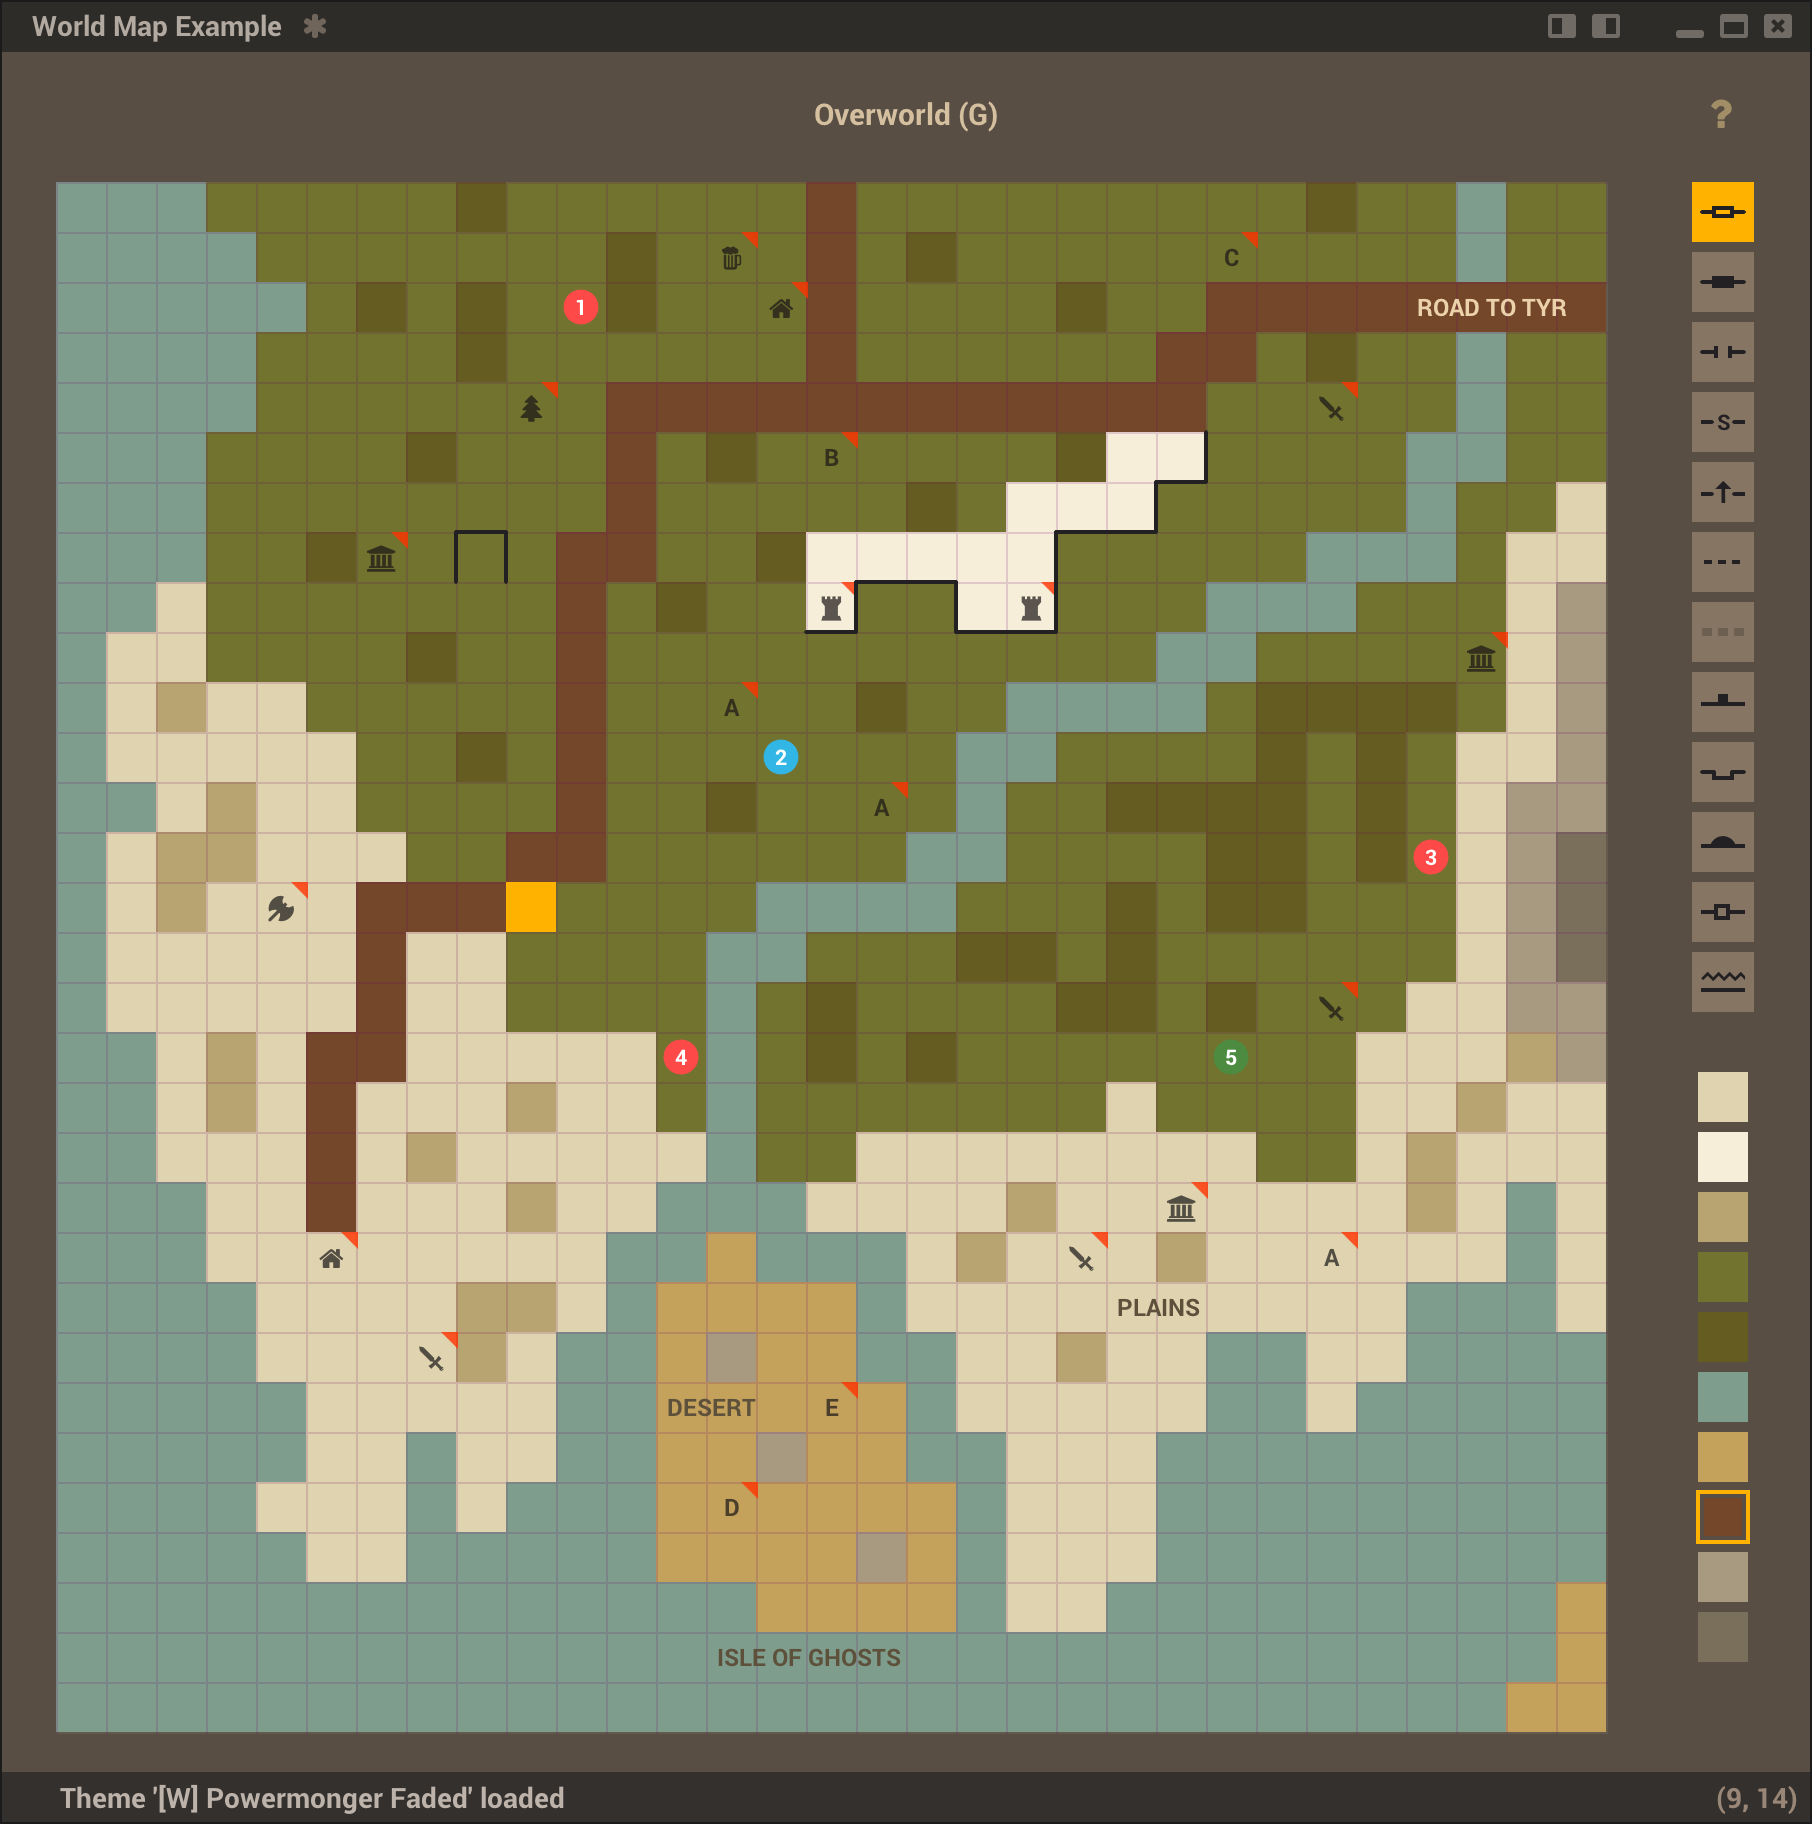 World Map Example ✱
Overworld (G)
?
C
1
ROAD TO TYR
S
B
A
2
A
3
4
5
A
PLAINS
DESERT E
D
ISLE OF GHOSTS
Theme '[W] Powermonger Faded' loaded (9, 14)